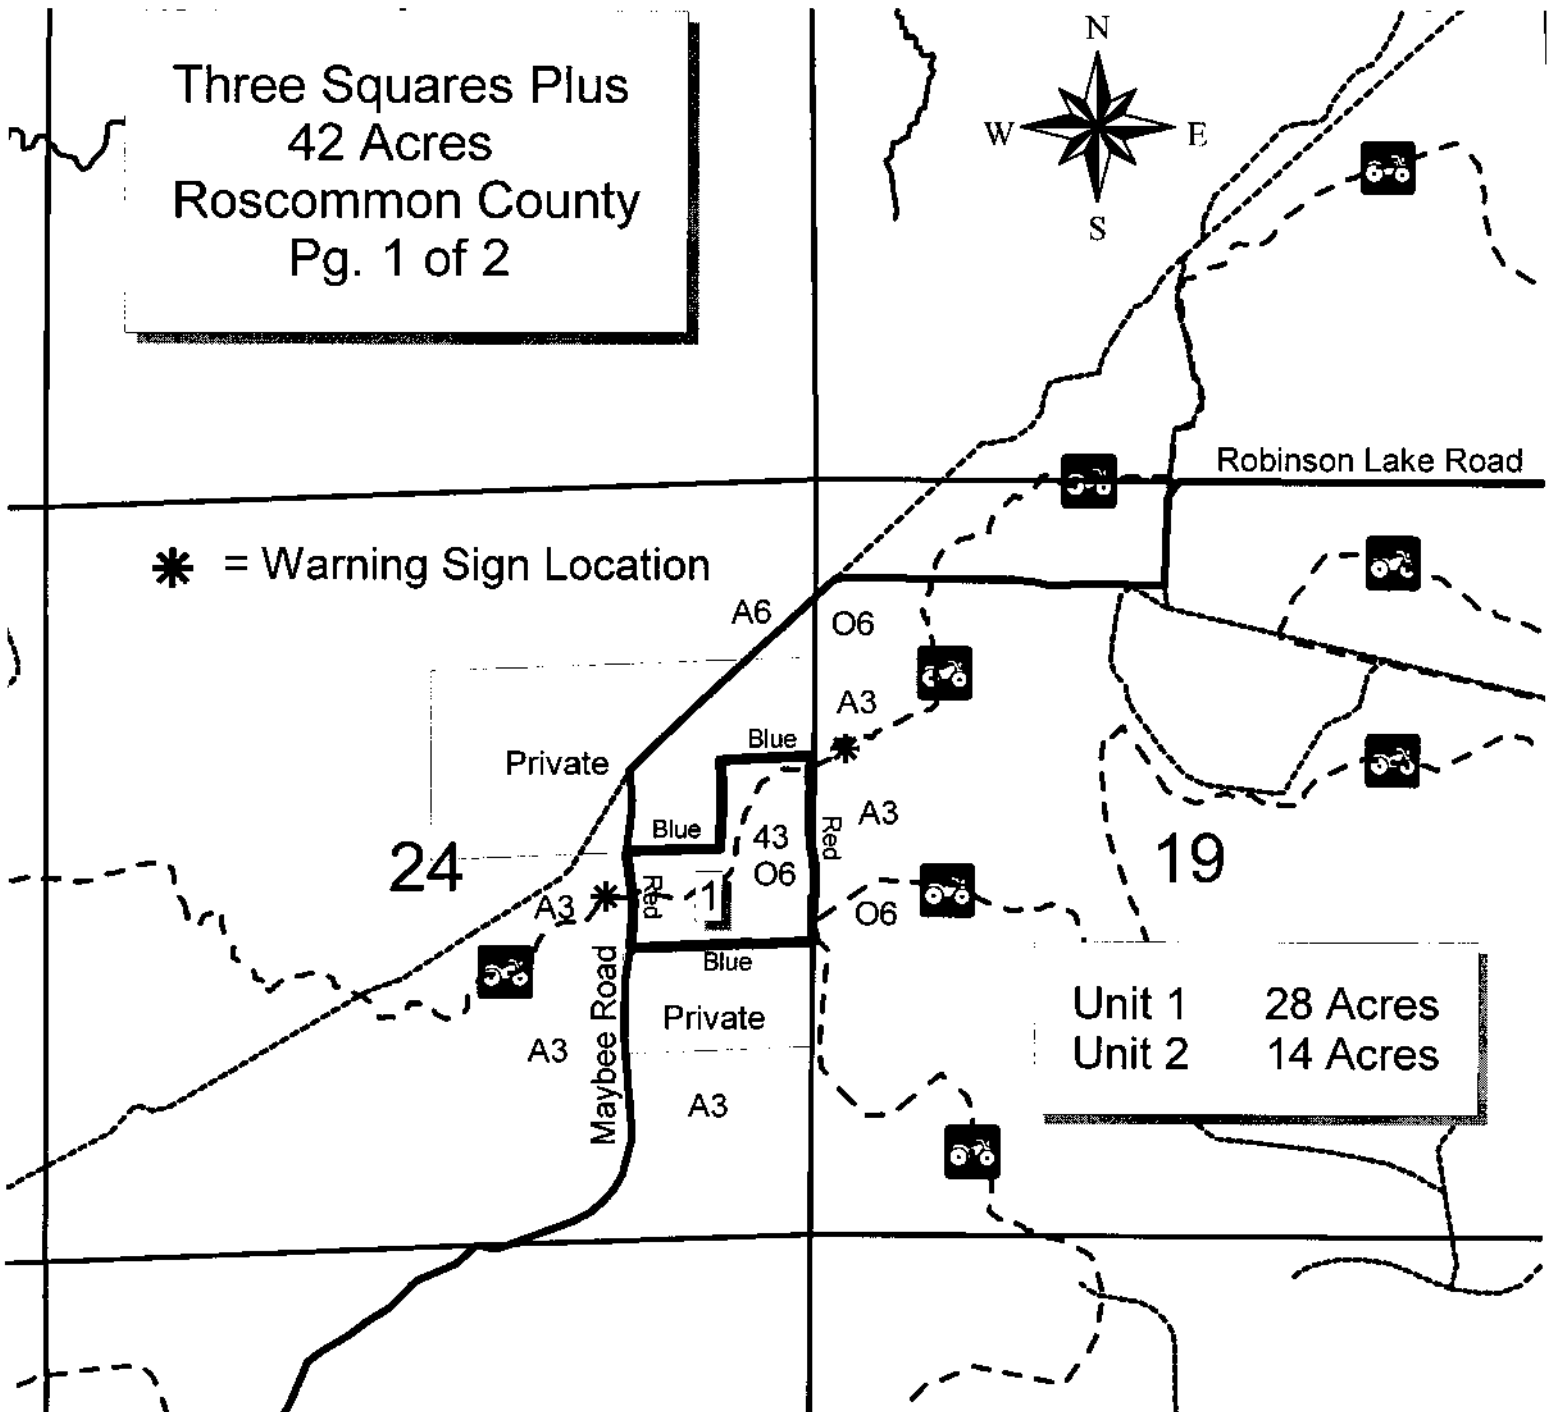 Three Squares Plus
42 Acres
Roscommon County
Pg. 1 of 2
N
W E
S
Robinson Lake Road
* = Warning Sign Location
A6
O6
A3
Blue
Private
Blue
43
Red
A3
24
19
O6
Red
1
A3
O6
Blue
Maybee Road
Private
A3
A3
Unit 1 28 Acres
Unit 2 14 Acres